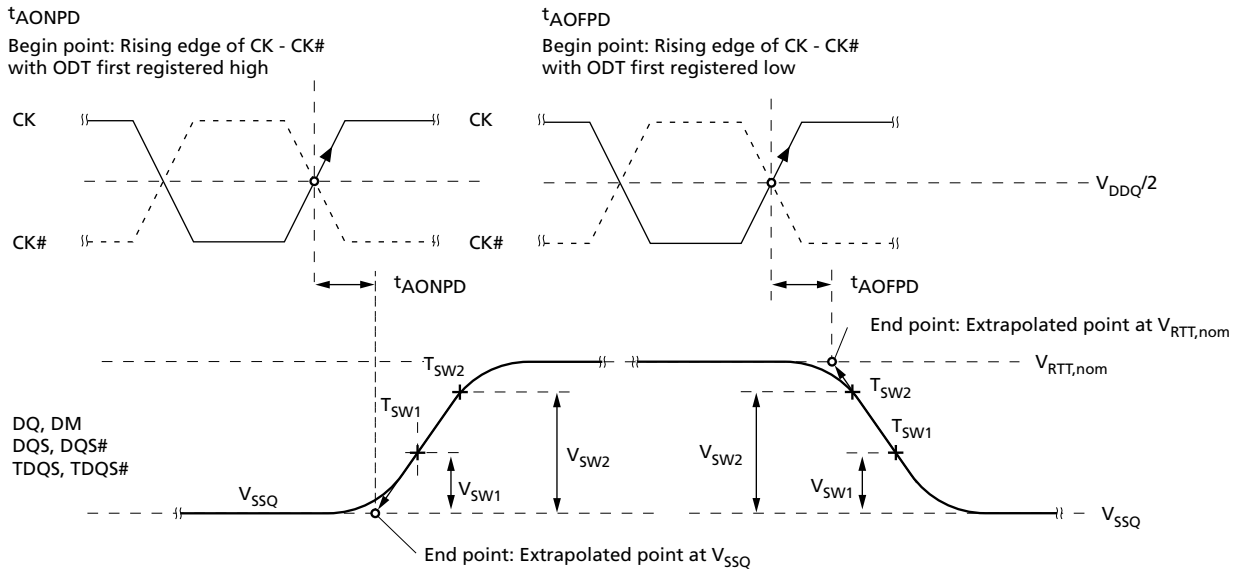 tAONPD
Begin point: Rising edge of CK - CK#
with ODT first registered high
tAOFPD
Begin point: Rising edge of CK - CK#
with ODT first registered low
CK
CK
VDDQ/2
CK#
CK#
tAONPD
tAOFPD
End point: Extrapolated point at VRTT,nom
VRTT,nom
TSW2
TSW2
TSW1
TSW1
DQ, DM
DQS, DQS#
TDQS, TDQS#
VSW2
VSW2
VSW1
VSW1
VSSQ
VSSQ
End point: Extrapolated point at VSSQ